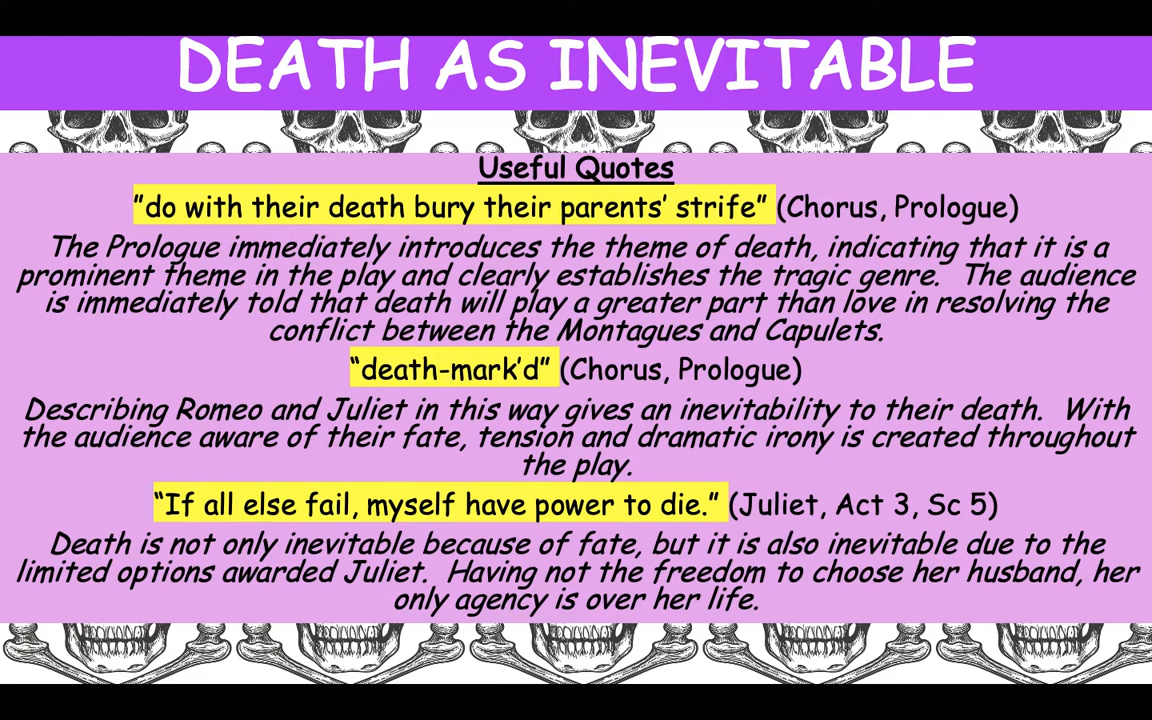 DEATH AS INEVITABLE
Useful Quotes
”do with their death bury their parents’ strife” (Chorus, Prologue)
The Prologue immediately introduces the theme of death, indicating that it is a
prominent theme in the play and clearly establishes the tragic genre. The audience
is immediately told that death will play a greater part than love in resolving the
conflict between the Montagues and Capulets.
“death-mark’d” (Chorus, Prologue)
Describing Romeo and Juliet in this way gives an inevitability to their death. With
the audience aware of their fate, tension and dramatic irony is created throughout
the play.
“If all else fail, myself have power to die.” (Juliet, Act 3, Sc 5)
Death is not only inevitable because of fate, but it is also inevitable due to the
limited options awarded Juliet. Having not the freedom to choose her husband, her
only agency is over her life.